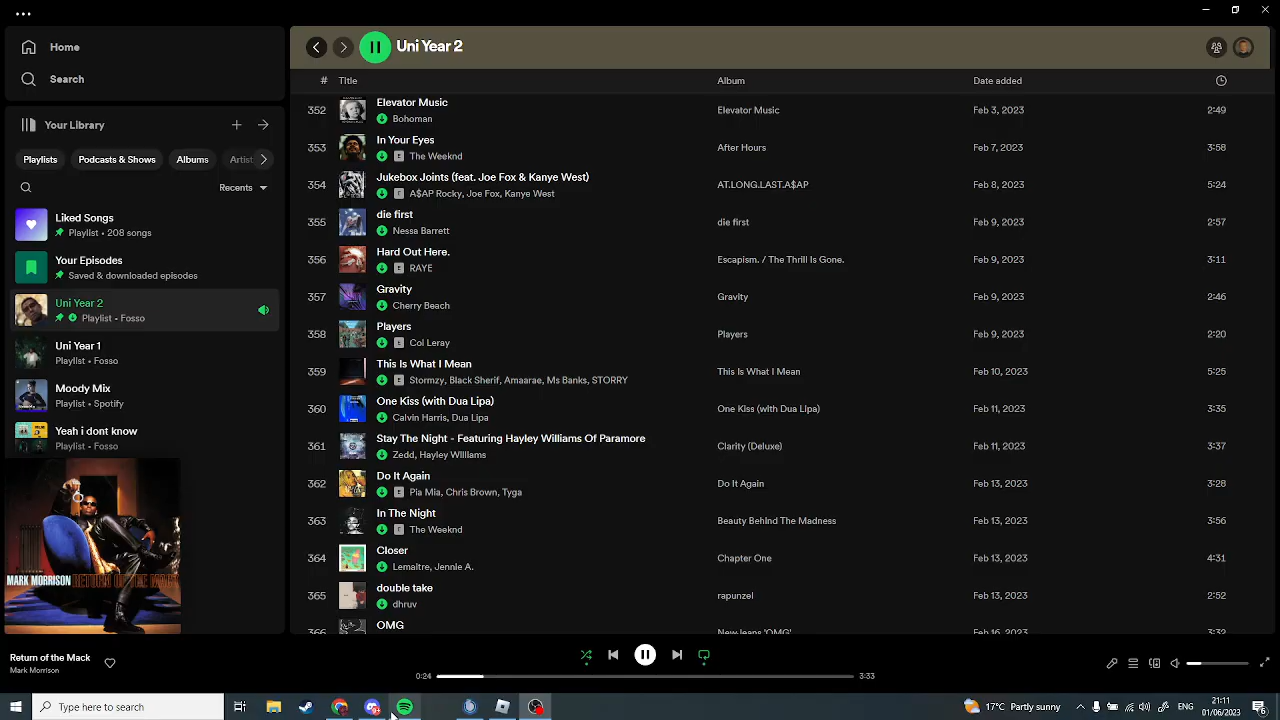 Home
Search
Your Library
Playlists Podcasts & Shows Albums Artist
Recents
Liked Songs
Playlist • 208 songs
Your Episodes
Saved & downloaded episodes
Uni Year 2
Playlist • Fosso
Uni Year 1
Playlist • Fosso
Moody Mix
Playlist • Spotify
Yeah i dont know
Playlist • Fosso
MARK MORRISON RETURN OF THE MACK
Uni Year 2
# Title Album Date added
352 Elevator Music Elevator Music Feb 3, 2023 2:49
Bohoman
353 In Your Eyes After Hours Feb 7, 2023 3:58
E The Weeknd
354 Jukebox Joints (feat. Joe Fox & Kanye West) AT.LONG.LAST.A$AP Feb 8, 2023 5:24
E A$AP Rocky, Joe Fox, Kanye West
355 die first die first Feb 9, 2023 2:57
E Nessa Barrett
356 Hard Out Here. Escapism. / The Thrill Is Gone. Feb 9, 2023 3:11
E RAYE
357 Gravity Gravity Feb 9, 2023 2:46
E Cherry Beach
358 Players Players Feb 9, 2023 2:20
E Col Leray
359 This Is What I Mean This Is What I Mean Feb 10, 2023 5:25
E Stormzy, Black Sherif, Amaarae, Ms Banks, STORRY
360 One Kiss (with Dua Lipa) One Kiss (with Dua Lipa) Feb 11, 2023 3:35
Calvin Harris, Dua Lipa
361 Stay The Night - Featuring Hayley Williams Of Paramore Clarity (Deluxe) Feb 11, 2023 3:37
Zedd, Hayley Williams
362 Do It Again Do It Again Feb 13, 2023 3:28
E Pia Mia, Chris Brown, Tyga
363 In The Night Beauty Behind The Madness Feb 13, 2023 3:56
E The Weeknd
364 Closer Chapter One Feb 13, 2023 4:31
Lemaitre, Jennie A.
365 double take rapunzel Feb 13, 2023 2:52
dhruv
366 OMG NewJeans 'OMG' Feb 16, 2023 3:32
Return of the Mack
Mark Morrison
0:24 3:33
Type here to search
17°C Partly sunny
21:11
01/06/2023